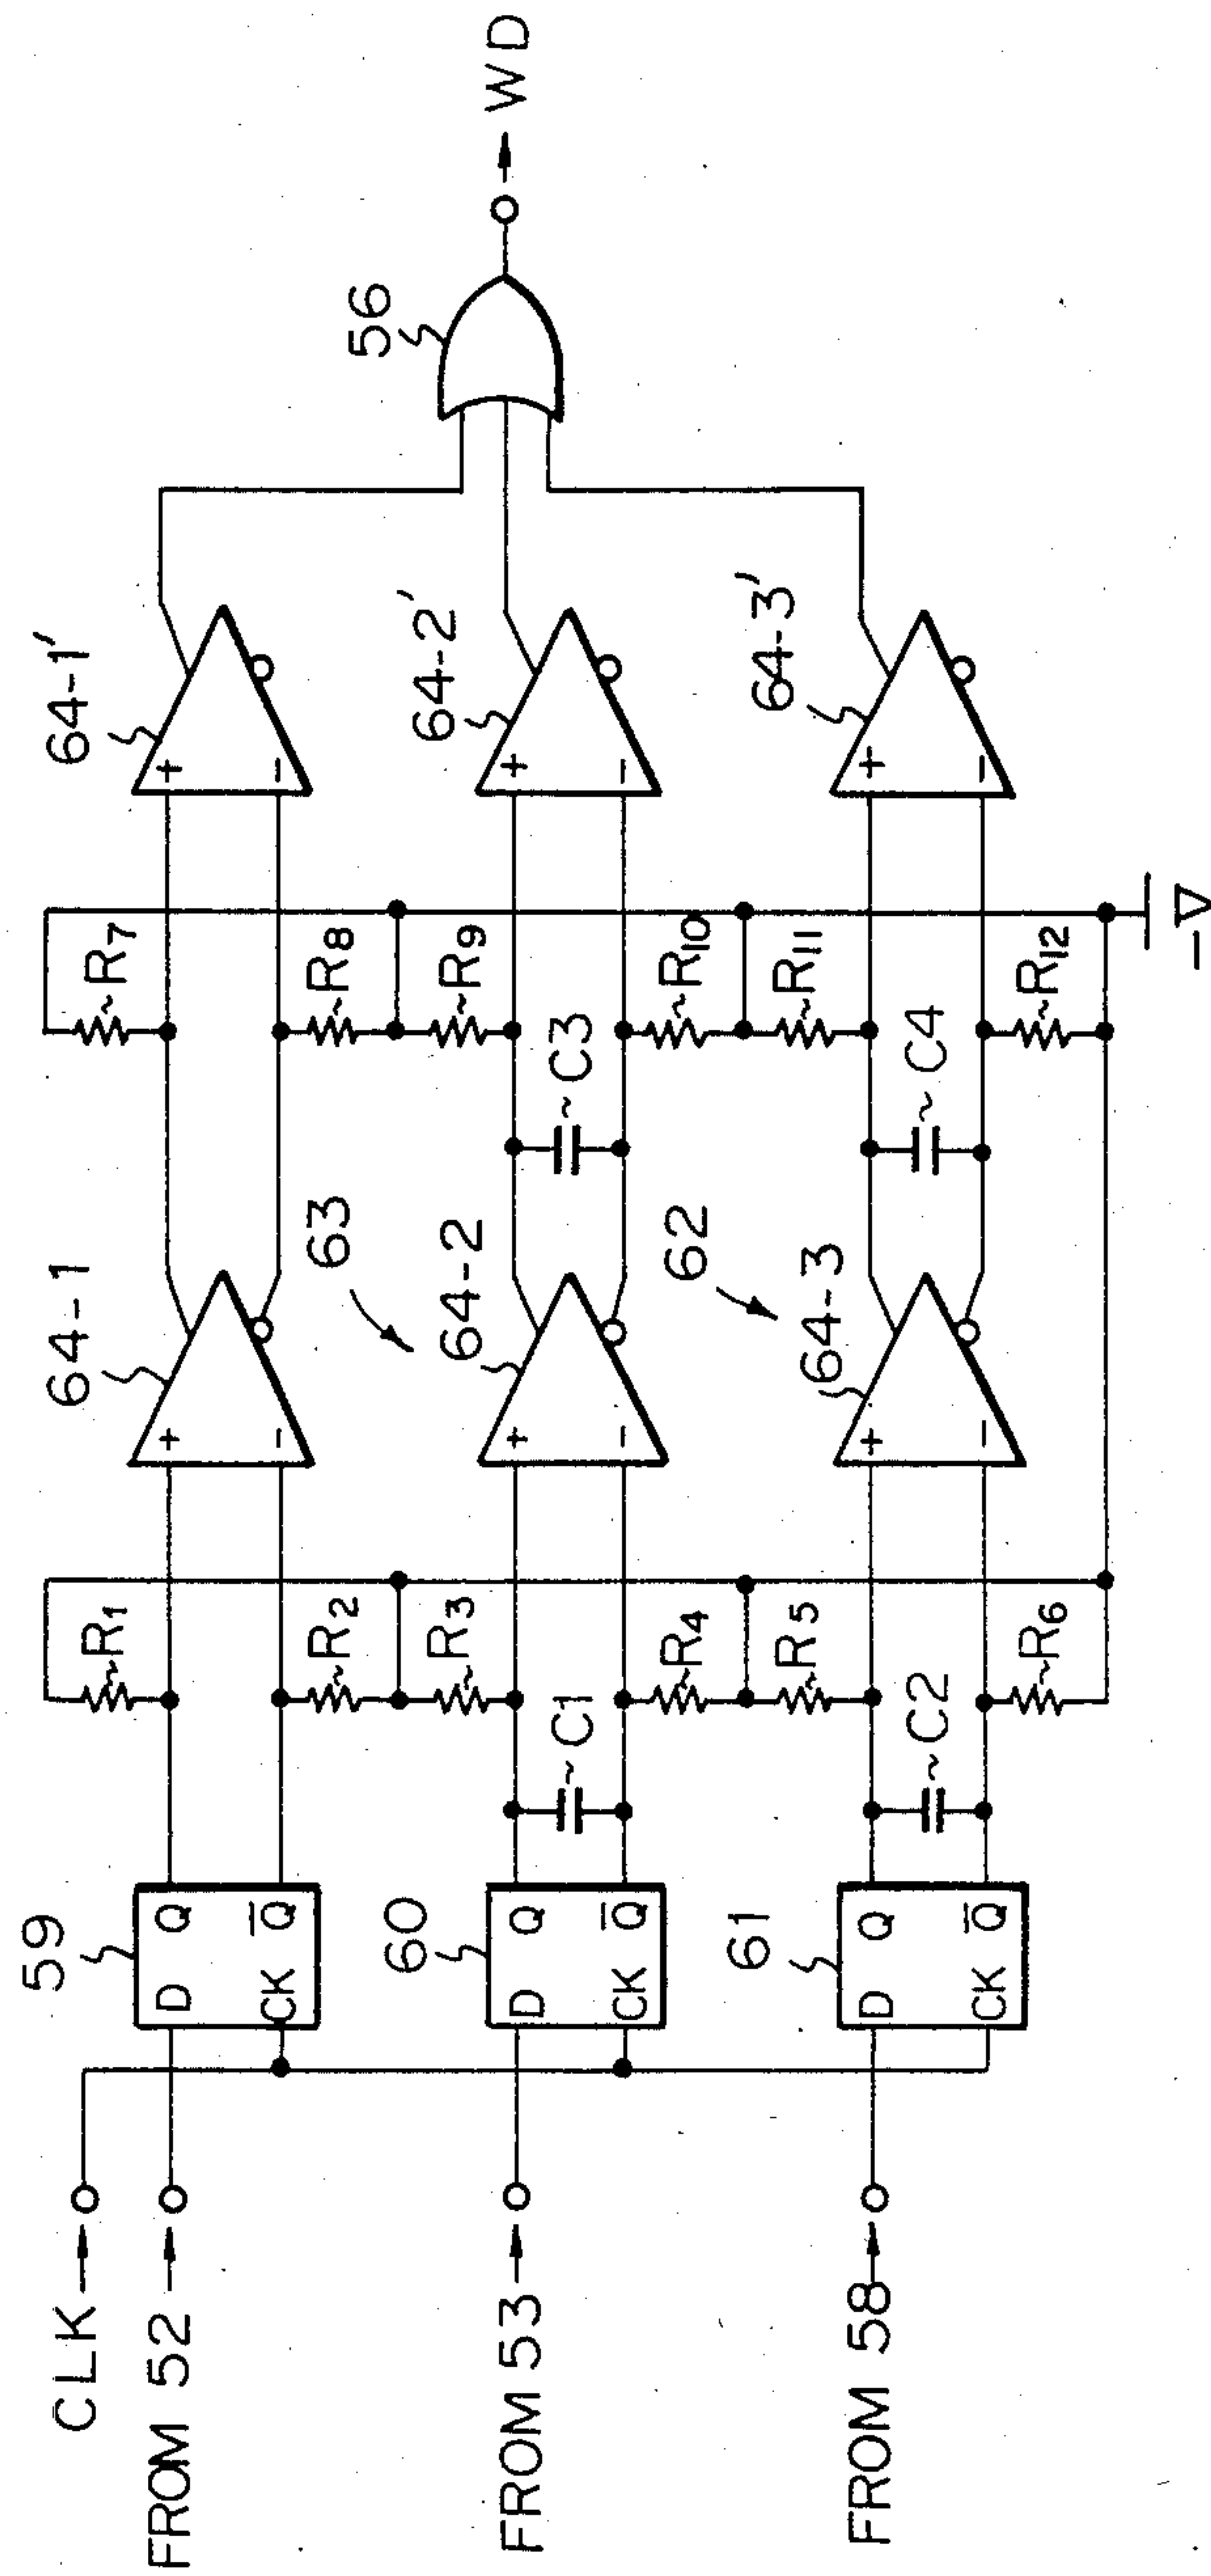 CLK
FROM 52
FROM 53
FROM 58
59
D Q
CK Q̅
60
D Q
CK Q̅
61
D Q
CK Q̅
C1
C2
R1
R2
R3
R4
R5
R6
64-1
+
-
63
64-2
+
-
62
64-3
+
-
C3
C4
R7
R8
R9
R10
R11
R12
-V
64-1'
+
-
64-2'
+
-
64-3'
+
-
56
WD